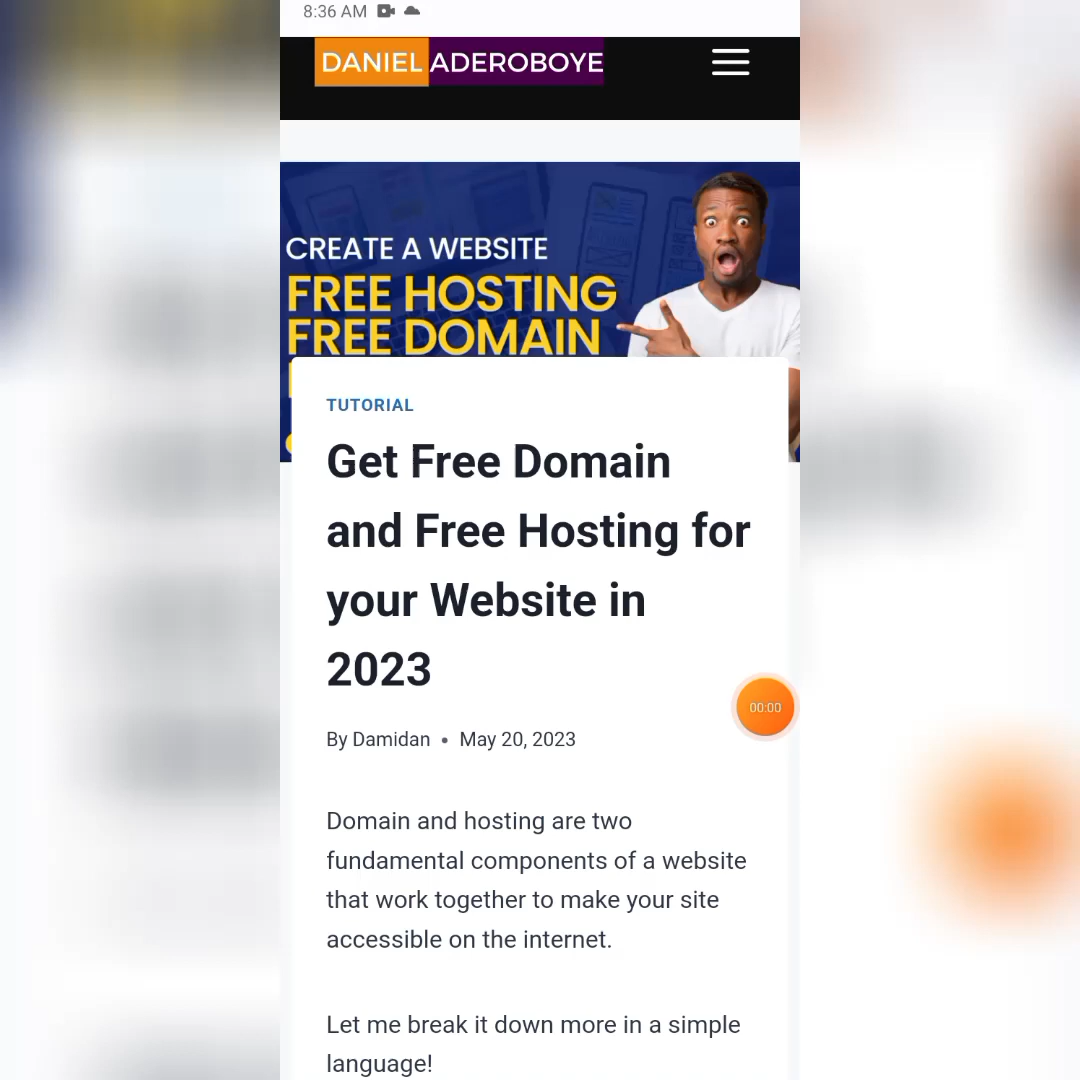 8:36 AM
DANIEL ADEROBOYE
CREATE A WEBSITE
FREE HOSTING
FREE DOMAIN
TUTORIAL
Get Free Domain
and Free Hosting for
your Website in
2023
00:00
By Damidan • May 20, 2023
Domain and hosting are two
fundamental components of a website
that work together to make your site
accessible on the internet.
Let me break it down more in a simple
language!